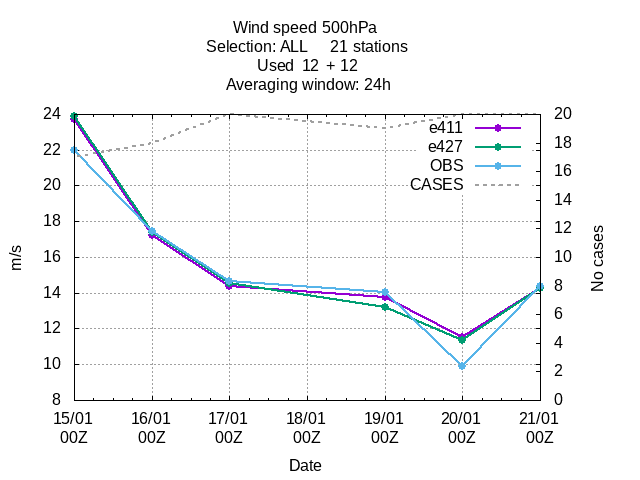 Wind speed 500hPa
Selection: ALL     21 stations
Used  12  + 12
Averaging window: 24h
24
22
20
18
16
14
12
10
8
m/s
e411
e427
OBS
CASES
20
18
16
14
12
10
8
6
4
2
0
No cases
15/01 16/01 17/01 18/01 19/01 20/01 21/01
00Z 00Z 00Z 00Z 00Z 00Z 00Z
Date